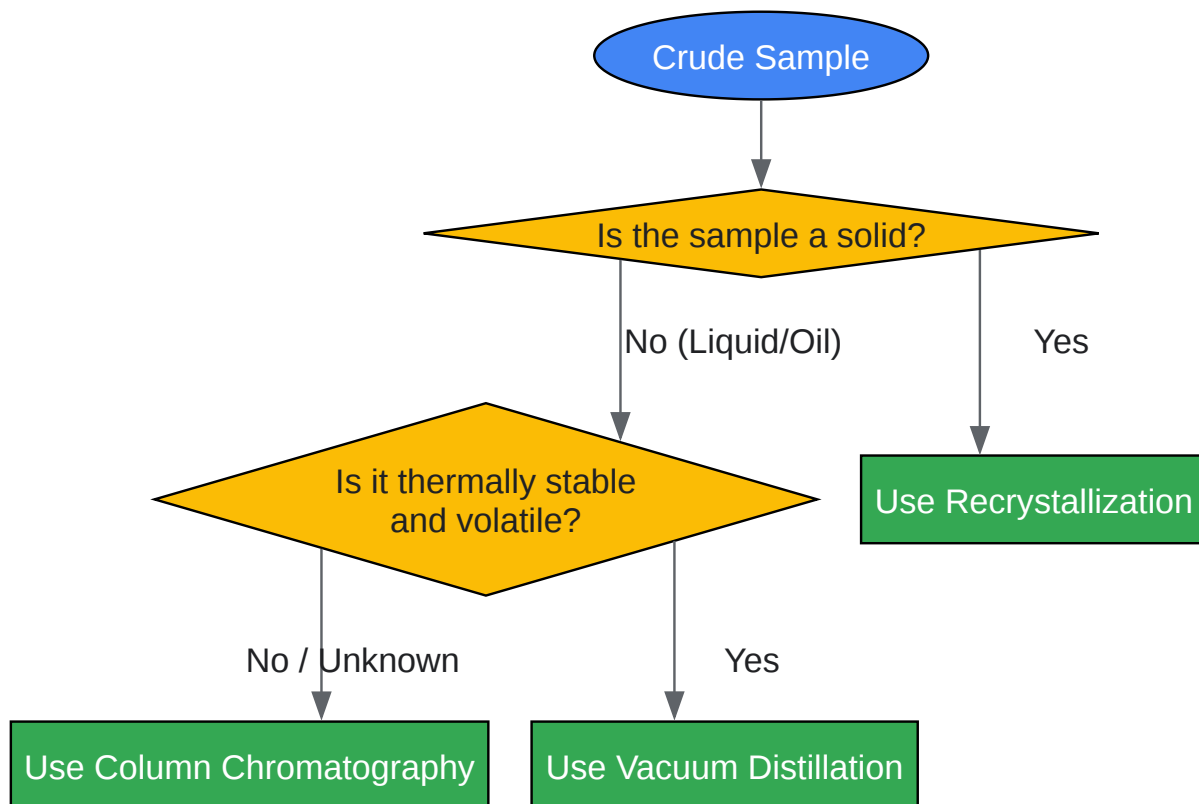 Crude Sample
Is the sample a solid?
No (Liquid/Oil)
Yes
Is it thermally stable
and volatile?
Use Recrystallization
No / Unknown
Yes
Use Column Chromatography
Use Vacuum Distillation